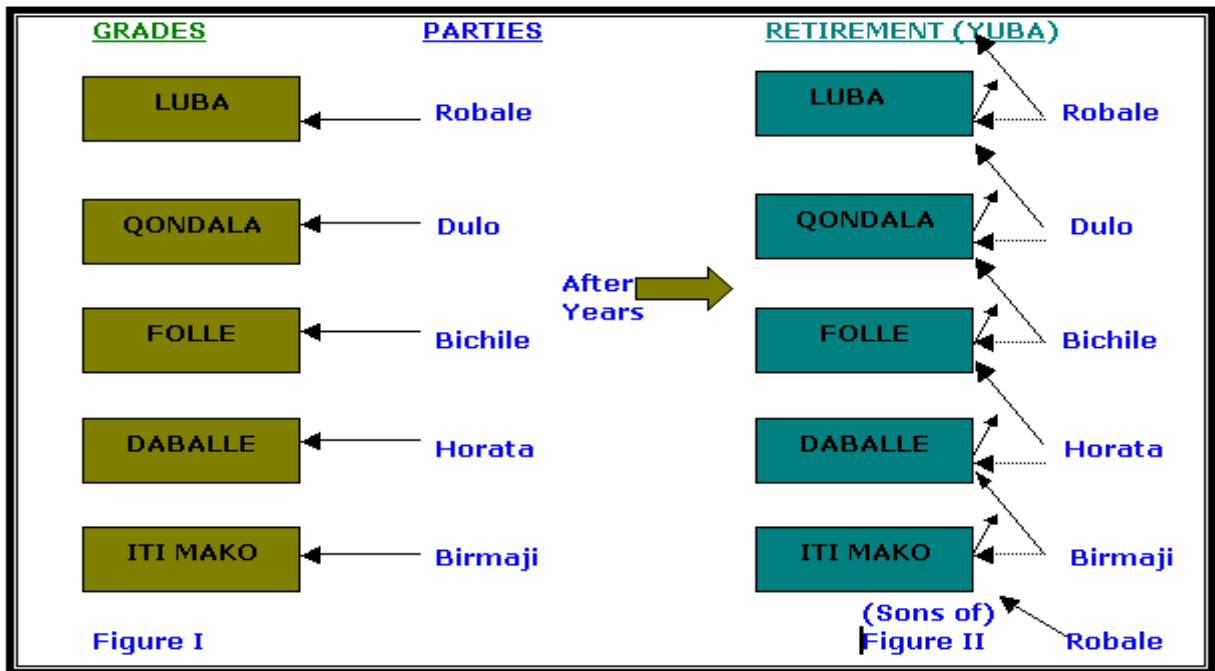 GRADES PARTIES RETIREMENT (YUBA)
LUBA Robale LUBA Robale
QONDALA Dulo QONDALA Dulo
After
Years
FOLLE Bichile FOLLE Bichile
DABALLE Horata DABALLE Horata
ITI MAKO Birmaji ITI MAKO Birmaji
(Sons of)
Figure I Figure II Robale